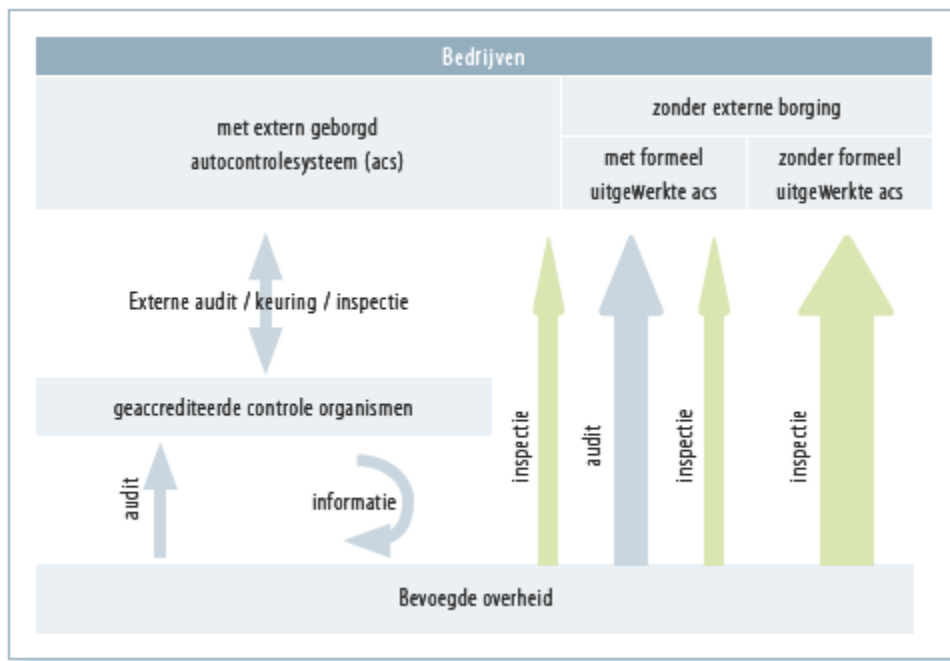 Bedrijven
met extern geborgd
autocontrolesysteem (acs)
zonder externe borging
met formeel
uitgewerkte acs
zonder formeel
uitgewerkte acs
Externe audit / keuring / inspectie
geaccrediteerde controle organismen
audit
informatie
inspectie
audit
inspectie
inspectie
Bevoegde overheid